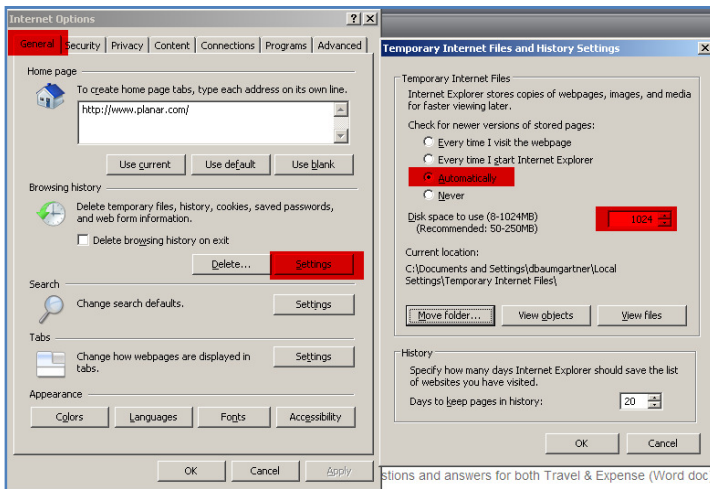 Internet Options
General Security Privacy Content Connections Programs Advanced
Home page
To create home page tabs, type each address on its own line.
http://www.planar.com/
Use current Use default Use blank
Browsing history
Delete temporary files, history, cookies, saved passwords,
and web form information.
Delete browsing history on exit
Delete... Settings
Search
Change search defaults. Settings
Tabs
Change how webpages are displayed in
tabs.
Settings
Appearance
Colors Languages Fonts Accessibility
OK Cancel Apply
Temporary Internet Files and History Settings
Temporary Internet Files
Internet Explorer stores copies of webpages, images, and media
for faster viewing later.
Check for newer versions of stored pages:
Every time I visit the webpage
Every time I start Internet Explorer
Automatically
Never
Disk space to use (8-1024MB)
(Recommended: 50-250MB)
1024
Current location:
C:\Documents and Settings\dbaumgartner\Local
Settings\Temporary Internet Files\
Move folder... View objects View files
History
Specify how many days Internet Explorer should save the list
of websites you have visited.
Days to keep pages in history: 20
OK Cancel
stions and answers for both Travel & Expense (Word doc